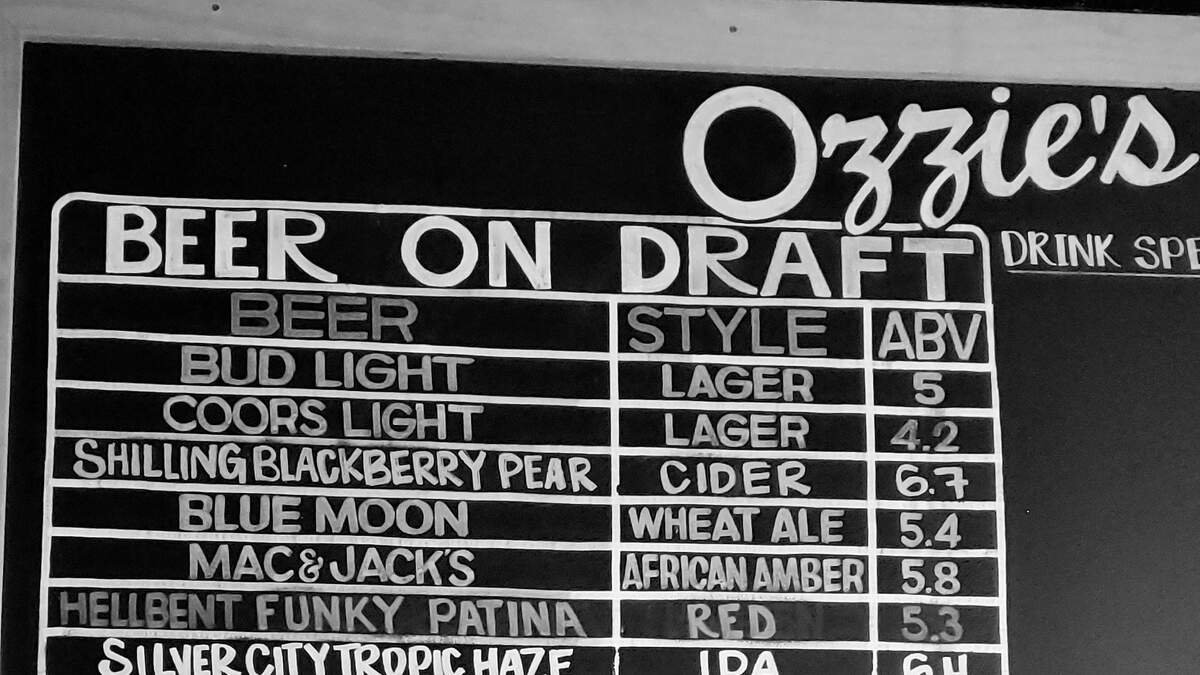 Ozzie's
BEER ON DRAFT
DRINK SPE
BEER STYLE ABV
BUD LIGHT LAGER 5
COORS LIGHT LAGER 4.2
SHILLING BLACKBERRY PEAR CIDER 6.7
BLUE MOON WHEAT ALE 5.4
MAC & JACK'S AFRICAN AMBER 5.8
HELLBENT FUNKY PATINA RED 5.3
SILVER CITY TROPIC HAZE IPA 6.4